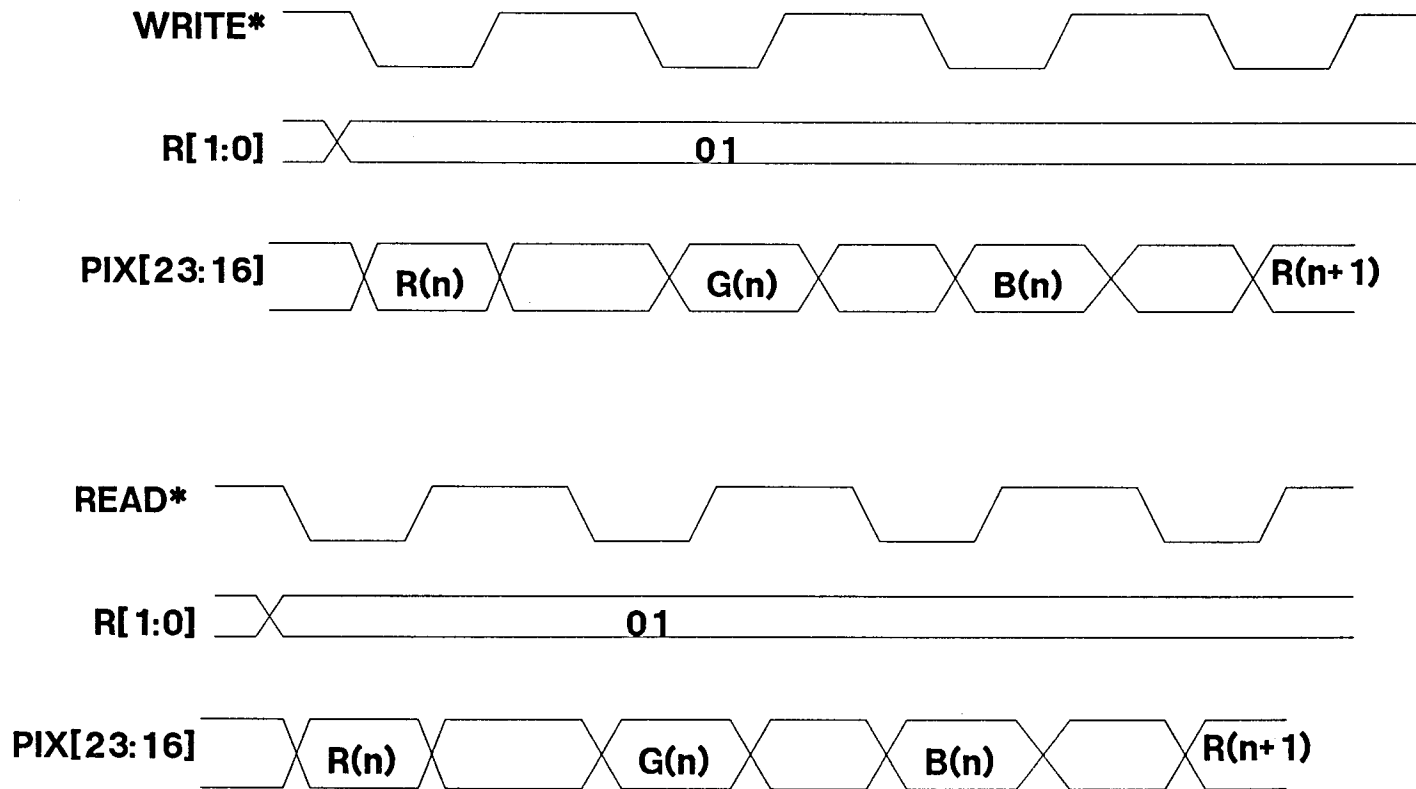 WRITE*
R[1:0] 01
PIX[23:16] R(n) G(n) B(n) R(n+1)
READ*
R[1:0] 01
PIX[23:16] R(n) G(n) B(n) R(n+1)